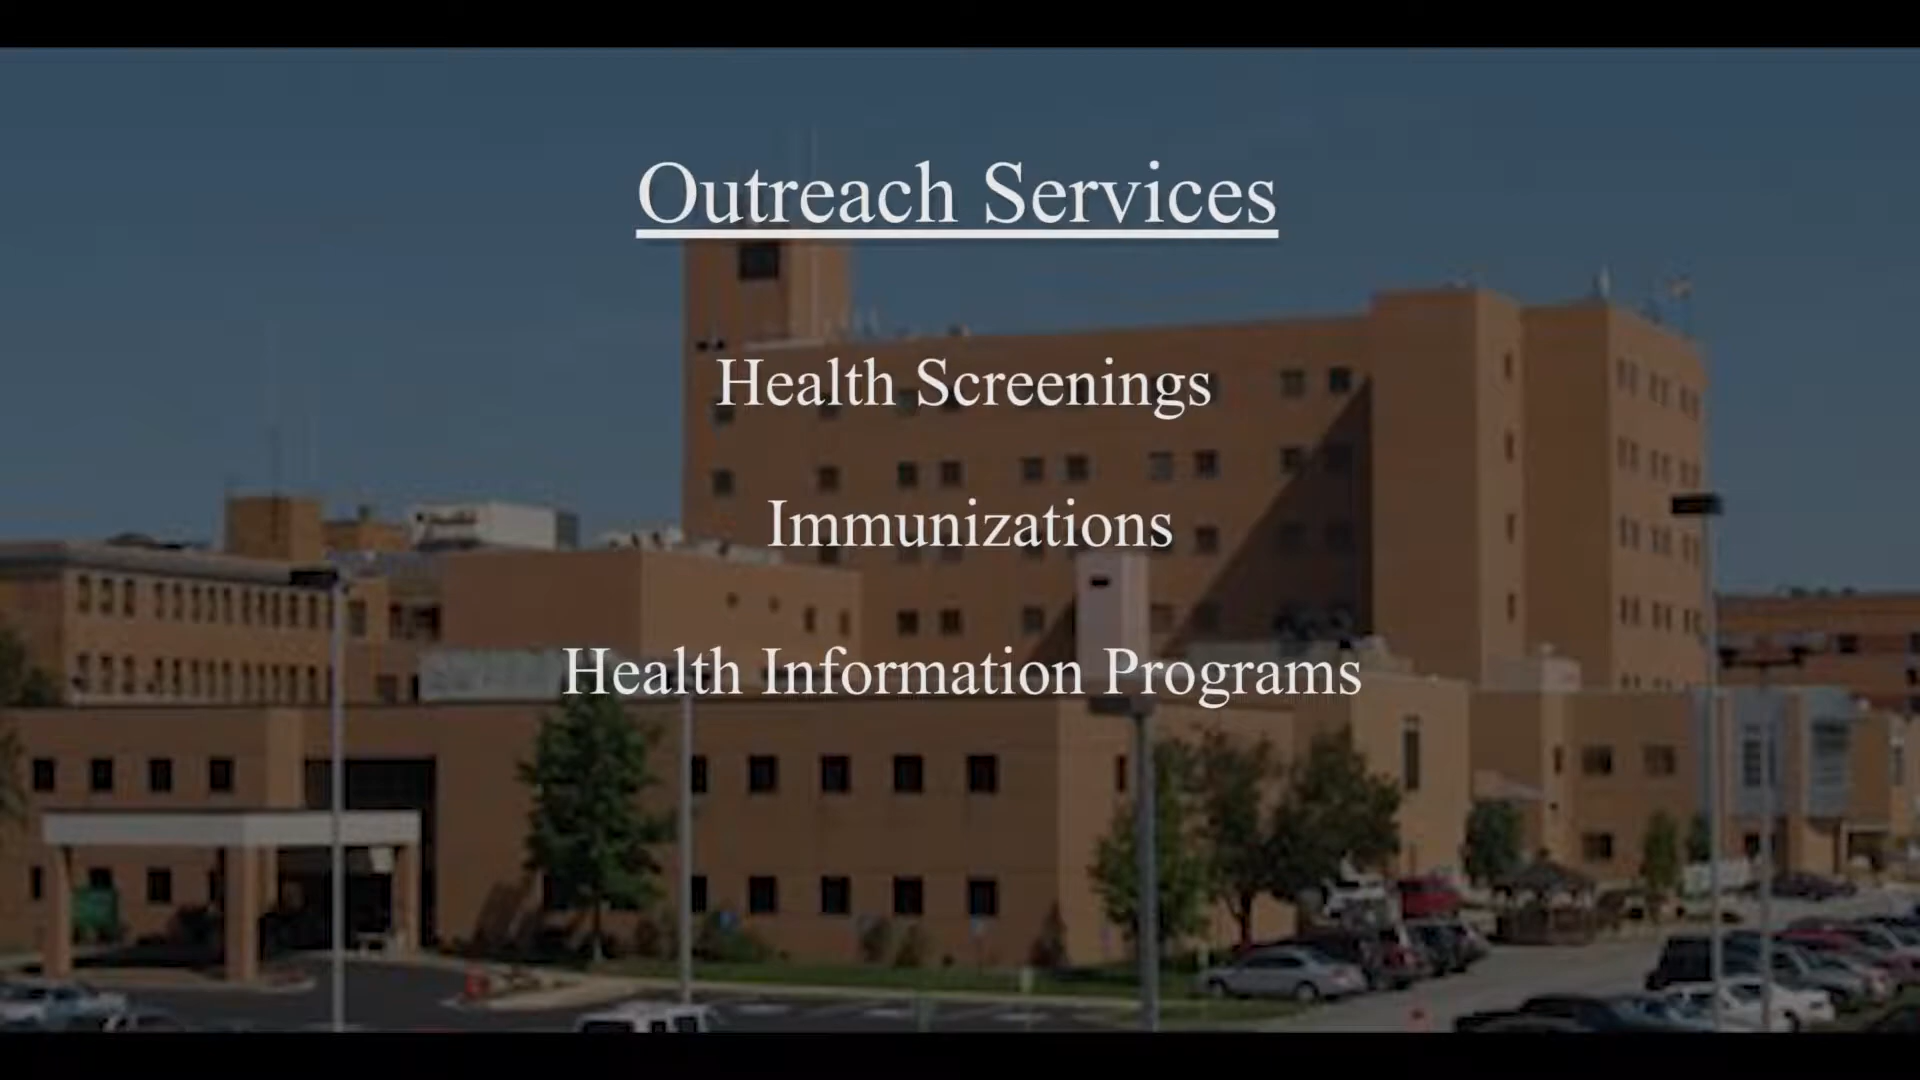 Outreach Services
Health Screenings
Immunizations
Health Information Programs